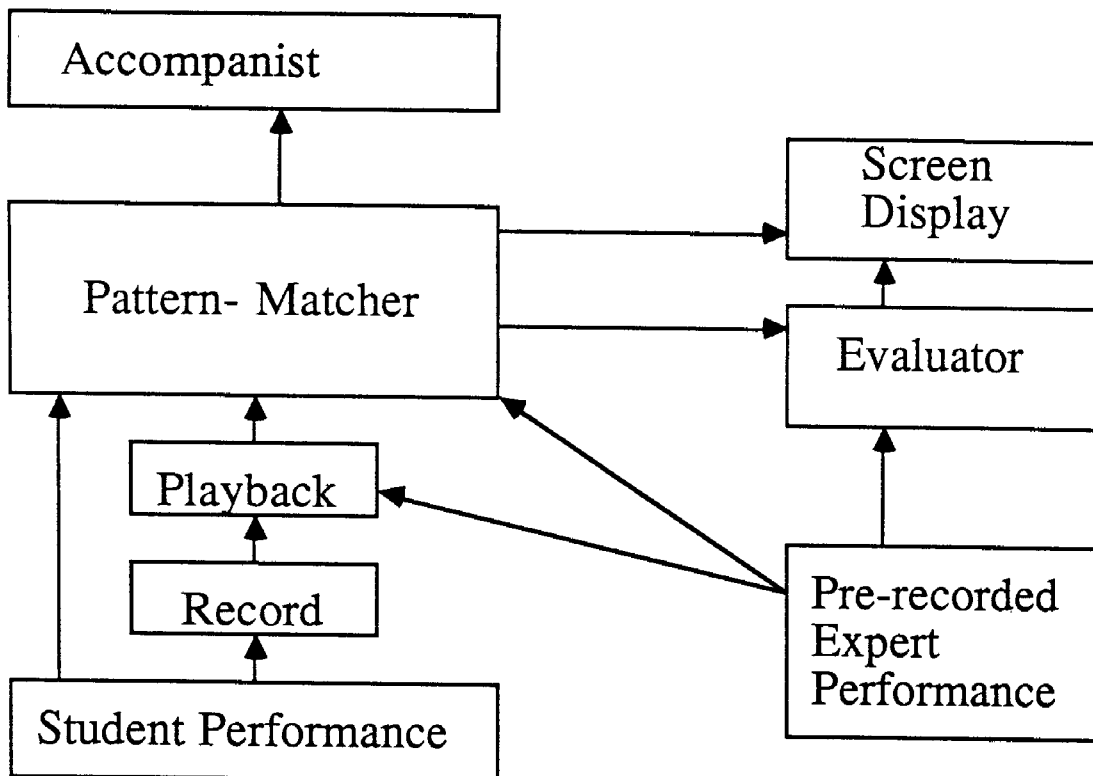 Accompanist
Screen
Display
Pattern- Matcher
Evaluator
Playback
Record
Pre-recorded
Expert
Performance
Student Performance